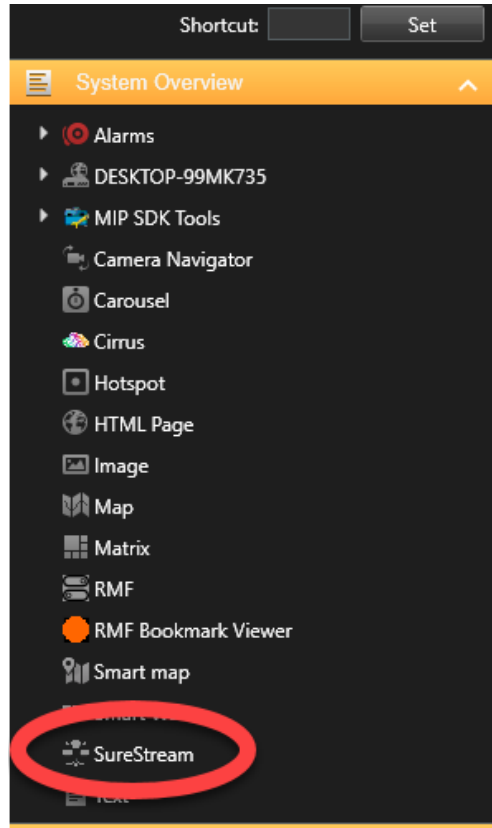 Shortcut:
Set
System Overview
Alarms
DESKTOP-99MK735
MIP SDK Tools
Camera Navigator
Carousel
Cirrus
Hotspot
HTML Page
Image
Map
Matrix
RMF
RMF Bookmark Viewer
Smart map
Smart
SureStream
Text